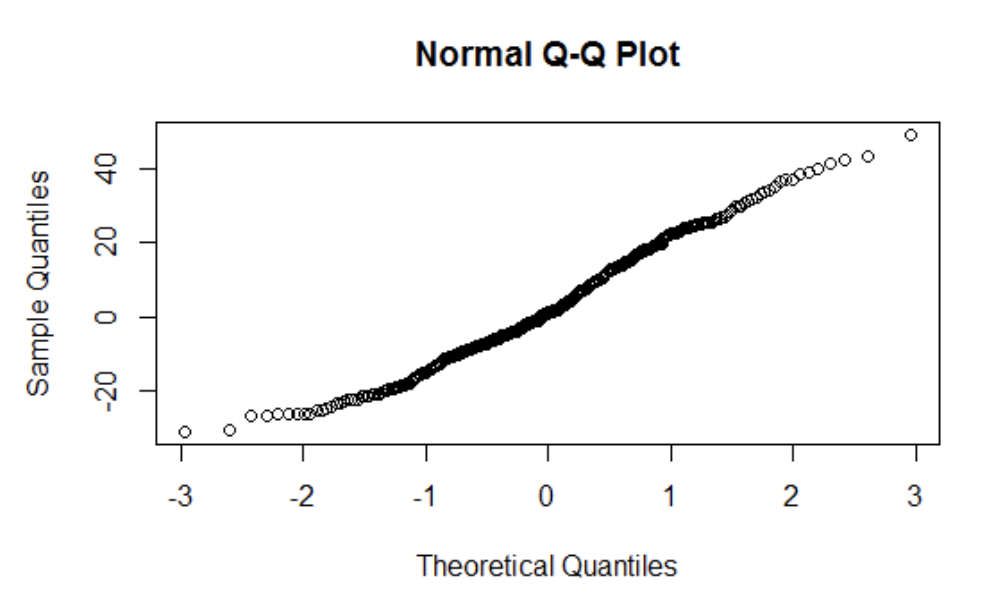 Normal Q-Q Plot
Sample Quantiles
40
20
0
-20
-3 -2 -1 0 1 2 3
Theoretical Quantiles